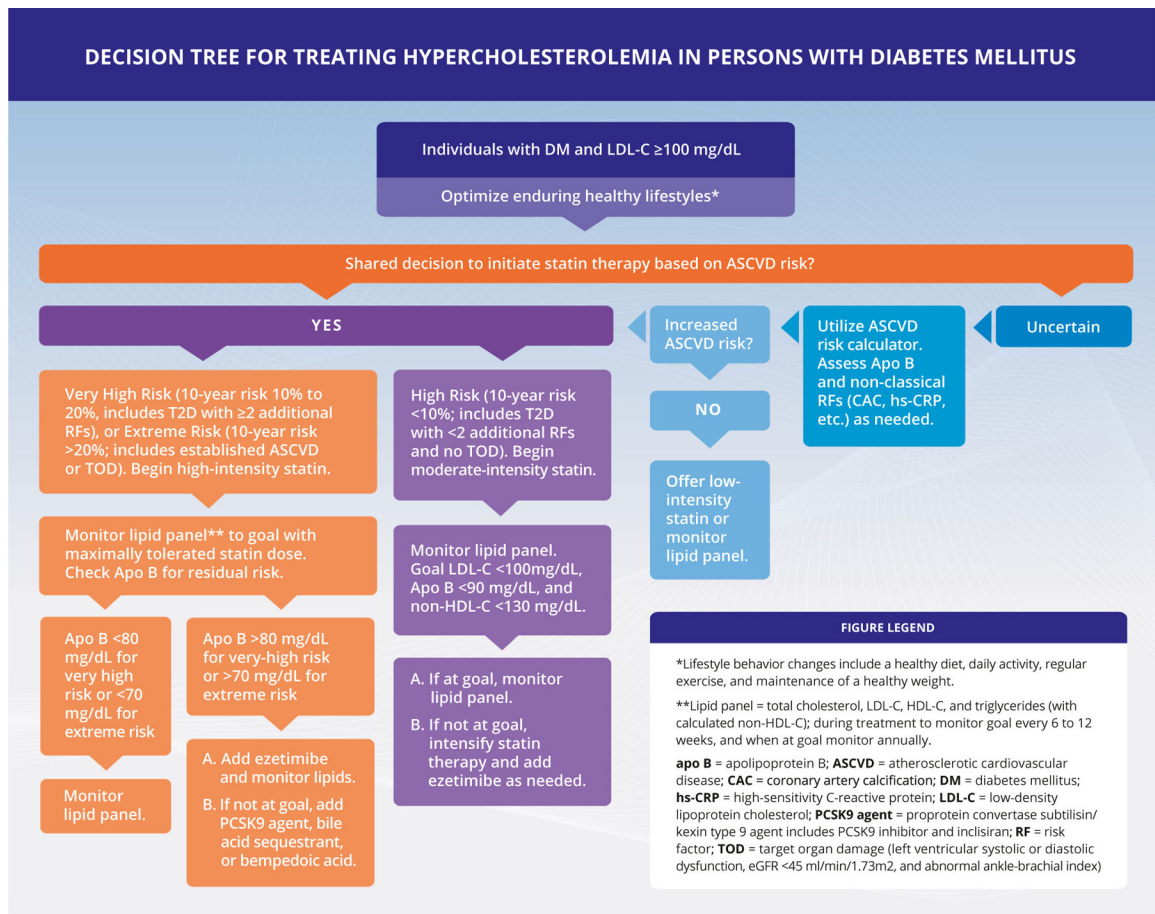 DECISION TREE FOR TREATING HYPERCHOLESTEROLEMIA IN PERSONS WITH DIABETES MELLITUS
Individuals with DM and LDL-C ≥100 mg/dL
Optimize enduring healthy lifestyles*
Shared decision to initiate statin therapy based on ASCVD risk?
YES
Very High Risk (10-year risk 10% to
20%, includes T2D with ≥2 additional
RFs), or Extreme Risk (10-year risk
>20%; includes established ASCVD
or TOD). Begin high-intensity statin.
Monitor lipid panel** to goal with
maximally tolerated statin dose.
Check Apo B for residual risk.
Apo B <80
mg/dL for
very high
risk or <70
mg/dL for
extreme risk
Monitor
lipid panel.
Apo B >80 mg/dL
for very-high risk
or >70 mg/dL for
extreme risk
A. Add ezetimibe
and monitor lipids.
B. If not at goal, add
PCSK9 agent, bile
acid sequestrant,
or bempedoic acid.
High Risk (10-year risk
<10%; includes T2D
with <2 additional RFs
and no TOD). Begin
moderate-intensity statin.
Monitor lipid panel.
Goal LDL-C <100mg/dL,
Apo B <90 mg/dL, and
non-HDL-C <130 mg/dL.
A. If at goal, monitor
lipid panel.
B. If not at goal,
intensify statin
therapy and add
ezetimibe as needed.
Increased
ASCVD risk?
NO
Offer low-
intensity
statin or
monitor
lipid panel.
Utilize ASCVD
risk calculator.
Assess Apo B
and non-classical
RFs (CAC, hs-CRP,
etc.) as needed.
Uncertain
FIGURE LEGEND
*Lifestyle behavior changes include a healthy diet, daily activity, regular
exercise, and maintenance of a healthy weight.
**Lipid panel = total cholesterol, LDL-C, HDL-C, and triglycerides (with
calculated non-HDL-C); during treatment to monitor goal every 6 to 12
weeks, and when at goal monitor annually.
apo B = apolipoprotein B; ASCVD = atherosclerotic cardiovascular
disease; CAC = coronary artery calcification; DM = diabetes mellitus;
hs-CRP = high-sensitivity C-reactive protein; LDL-C = low-density
lipoprotein cholesterol; PCSK9 agent = proprotein convertase subtilisin/
kexin type 9 agent includes PCSK9 inhibitor and inclisiran; RF = risk
factor; TOD = target organ damage (left ventricular systolic or diastolic
dysfunction, eGFR <45 ml/min/1.73m2, and abnormal ankle-brachial index)